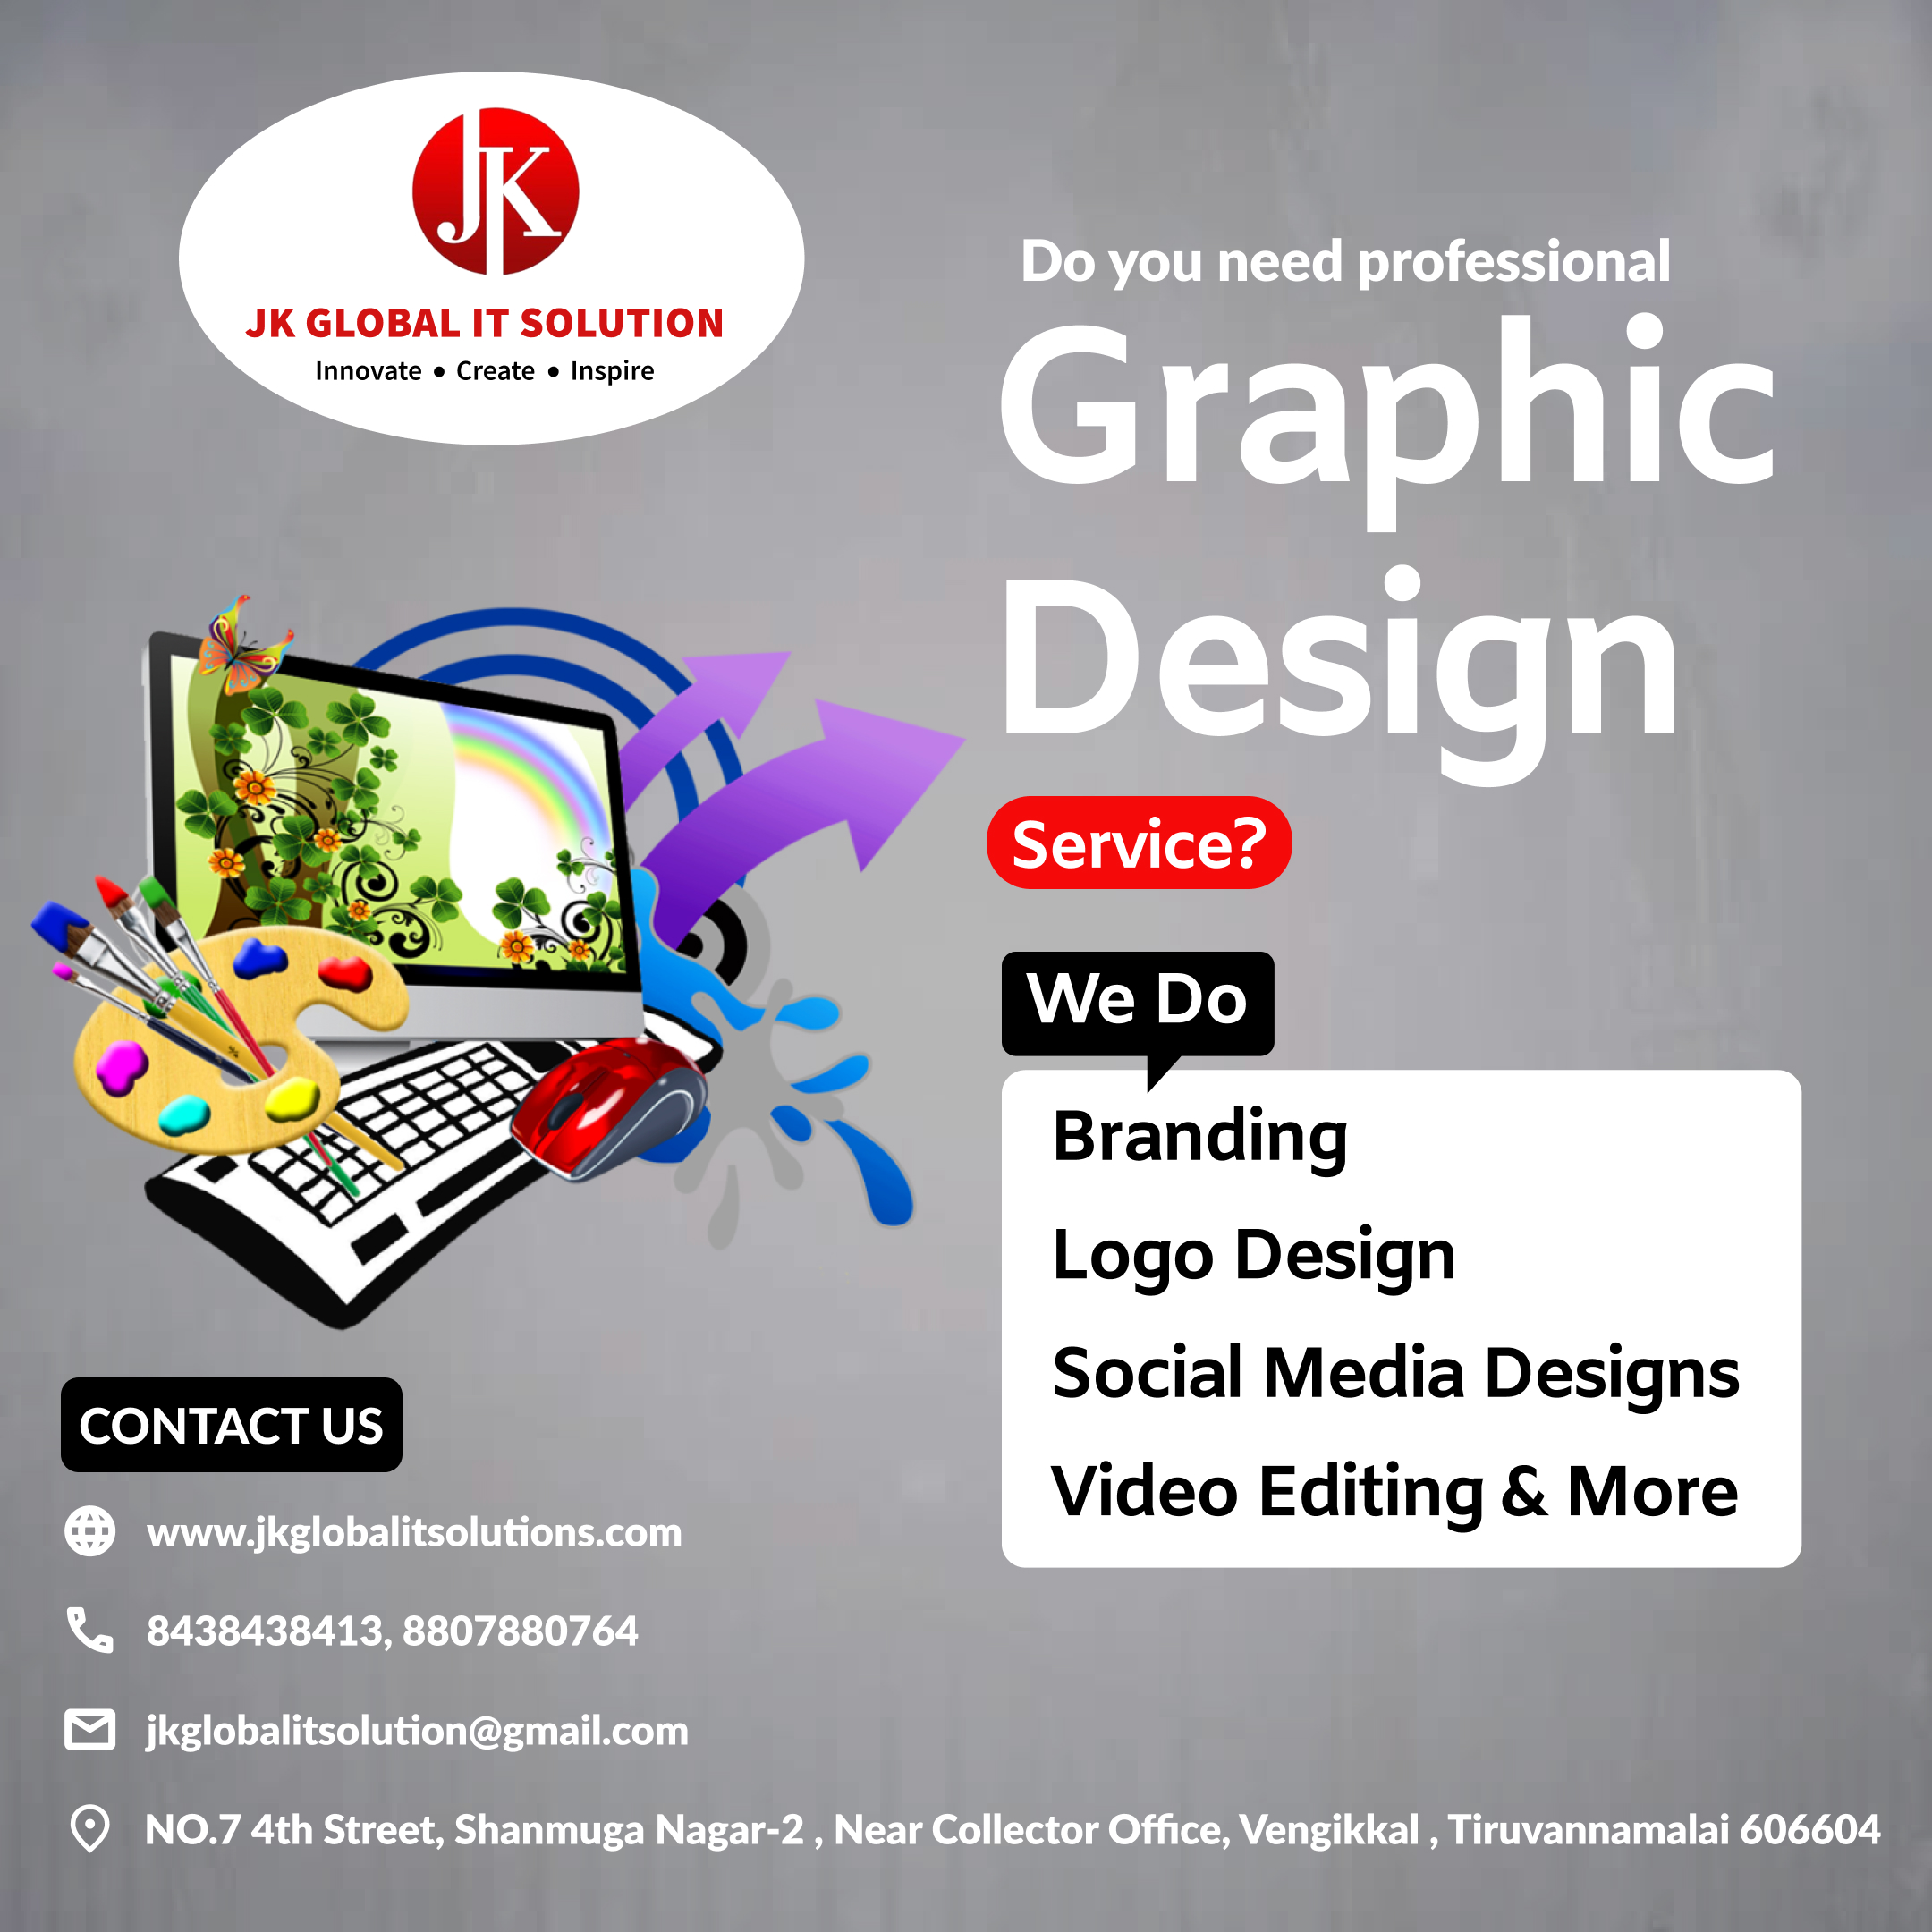 JK
JK GLOBAL IT SOLUTION
Innovate • Create • Inspire
Do you need professional
Graphic
Design
Service?
We Do
Branding
Logo Design
Social Media Designs
Video Editing & More
CONTACT US
www.jkglobalitsolutions.com
8438438413, 8807880764
jkglobalitsolution@gmail.com
NO.7 4th Street, Shanmuga Nagar-2 , Near Collector Office, Vengikkal , Tiruvannamalai 606604